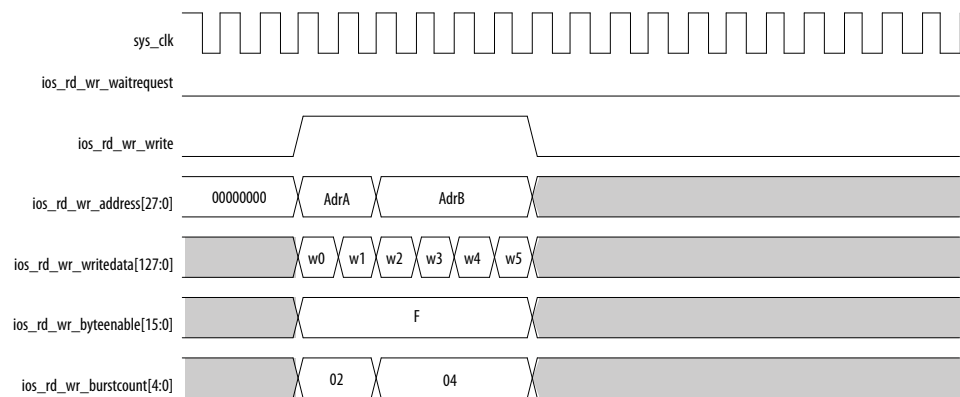 sys_clk
ios_rd_wr_waitrequest
ios_rd_wr_write
ios_rd_wr_address[27:0] 00000000 AdrA AdrB
ios_rd_wr_writedata[127:0] w0 w1 w2 w3 w4 w5
ios_rd_wr_byteenable[15:0] F
ios_rd_wr_burstcount[4:0] 02 04